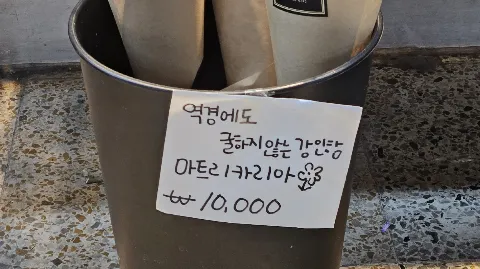 역경에도
굴하지않는 강인함
마트리카리아
₩ 10,000